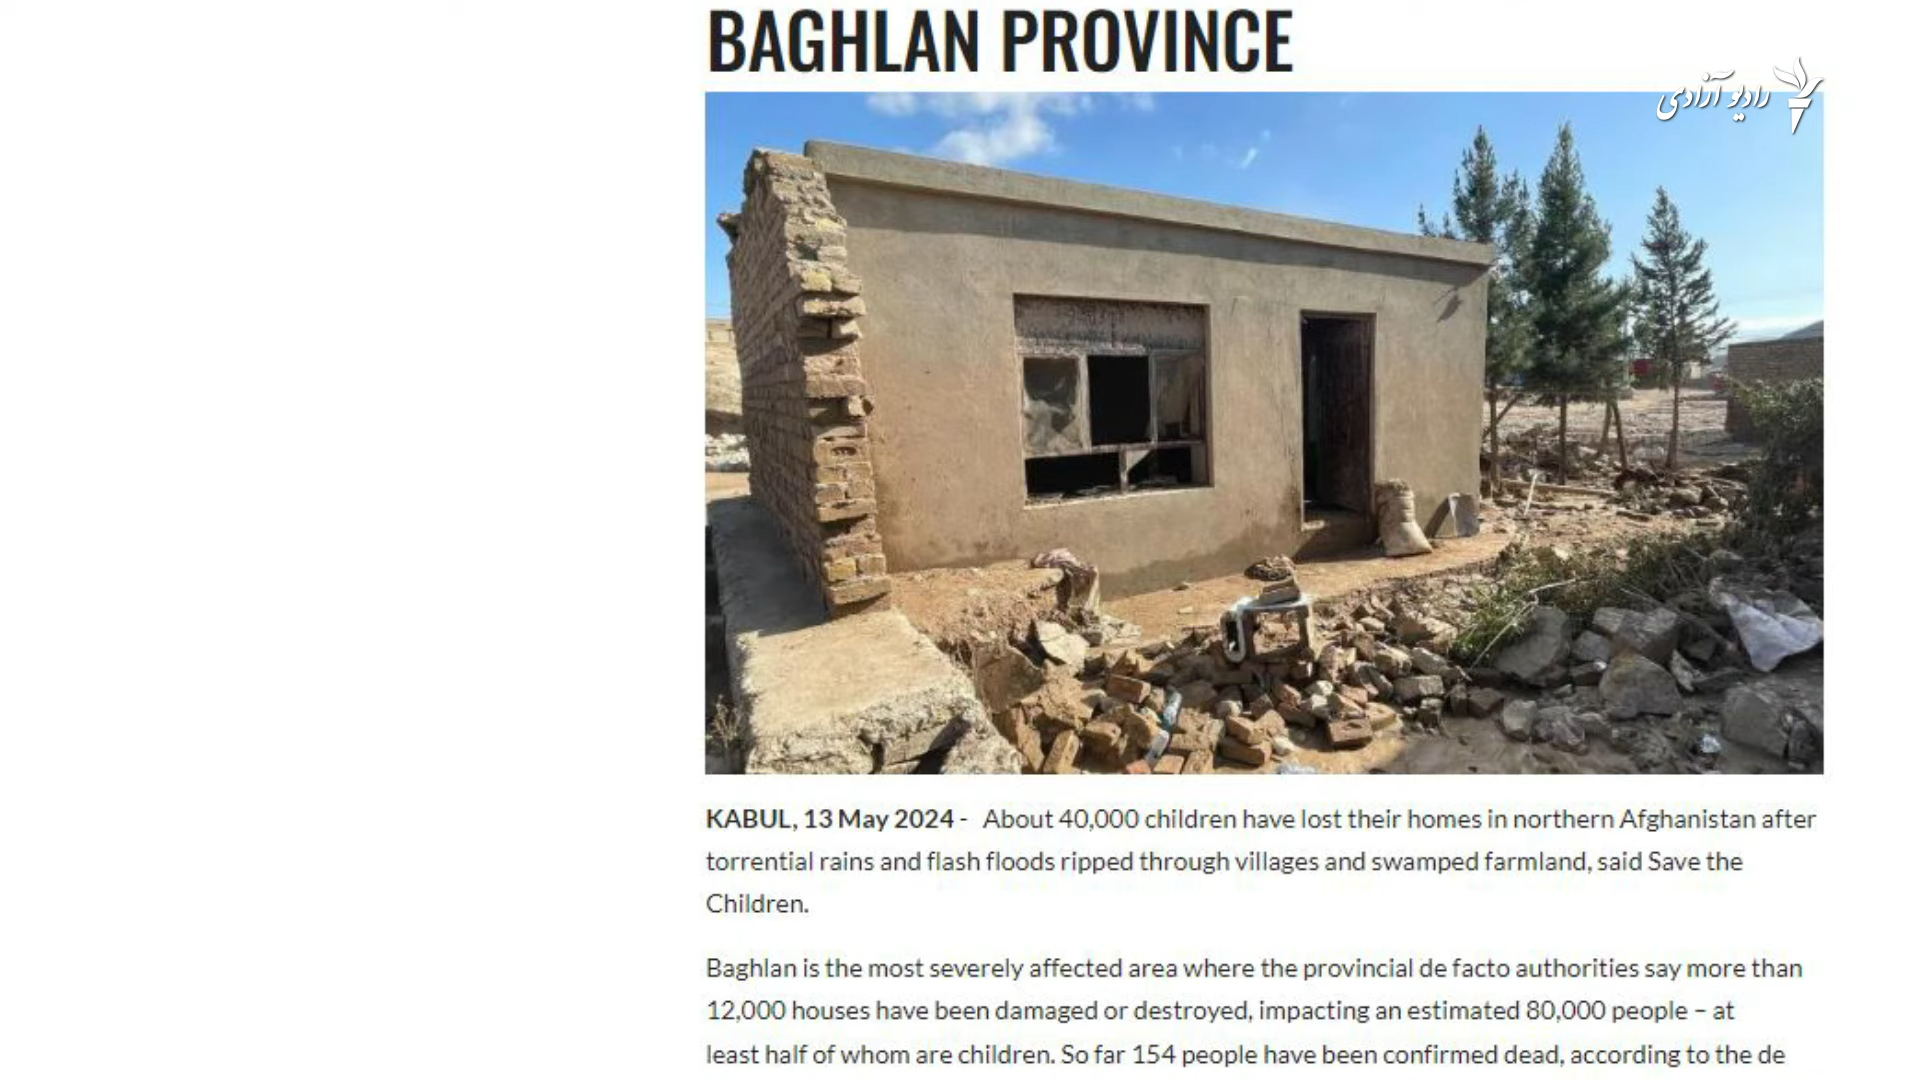 BAGHLAN PROVINCE
رادیو آزادی
KABUL, 13 May 2024 - About 40,000 children have lost their homes in northern Afghanistan after
torrential rains and flash floods ripped through villages and swamped farmland, said Save the
Children.
Baghlan is the most severely affected area where the provincial de facto authorities say more than
12,000 houses have been damaged or destroyed, impacting an estimated 80,000 people – at
least half of whom are children. So far 154 people have been confirmed dead, according to the de